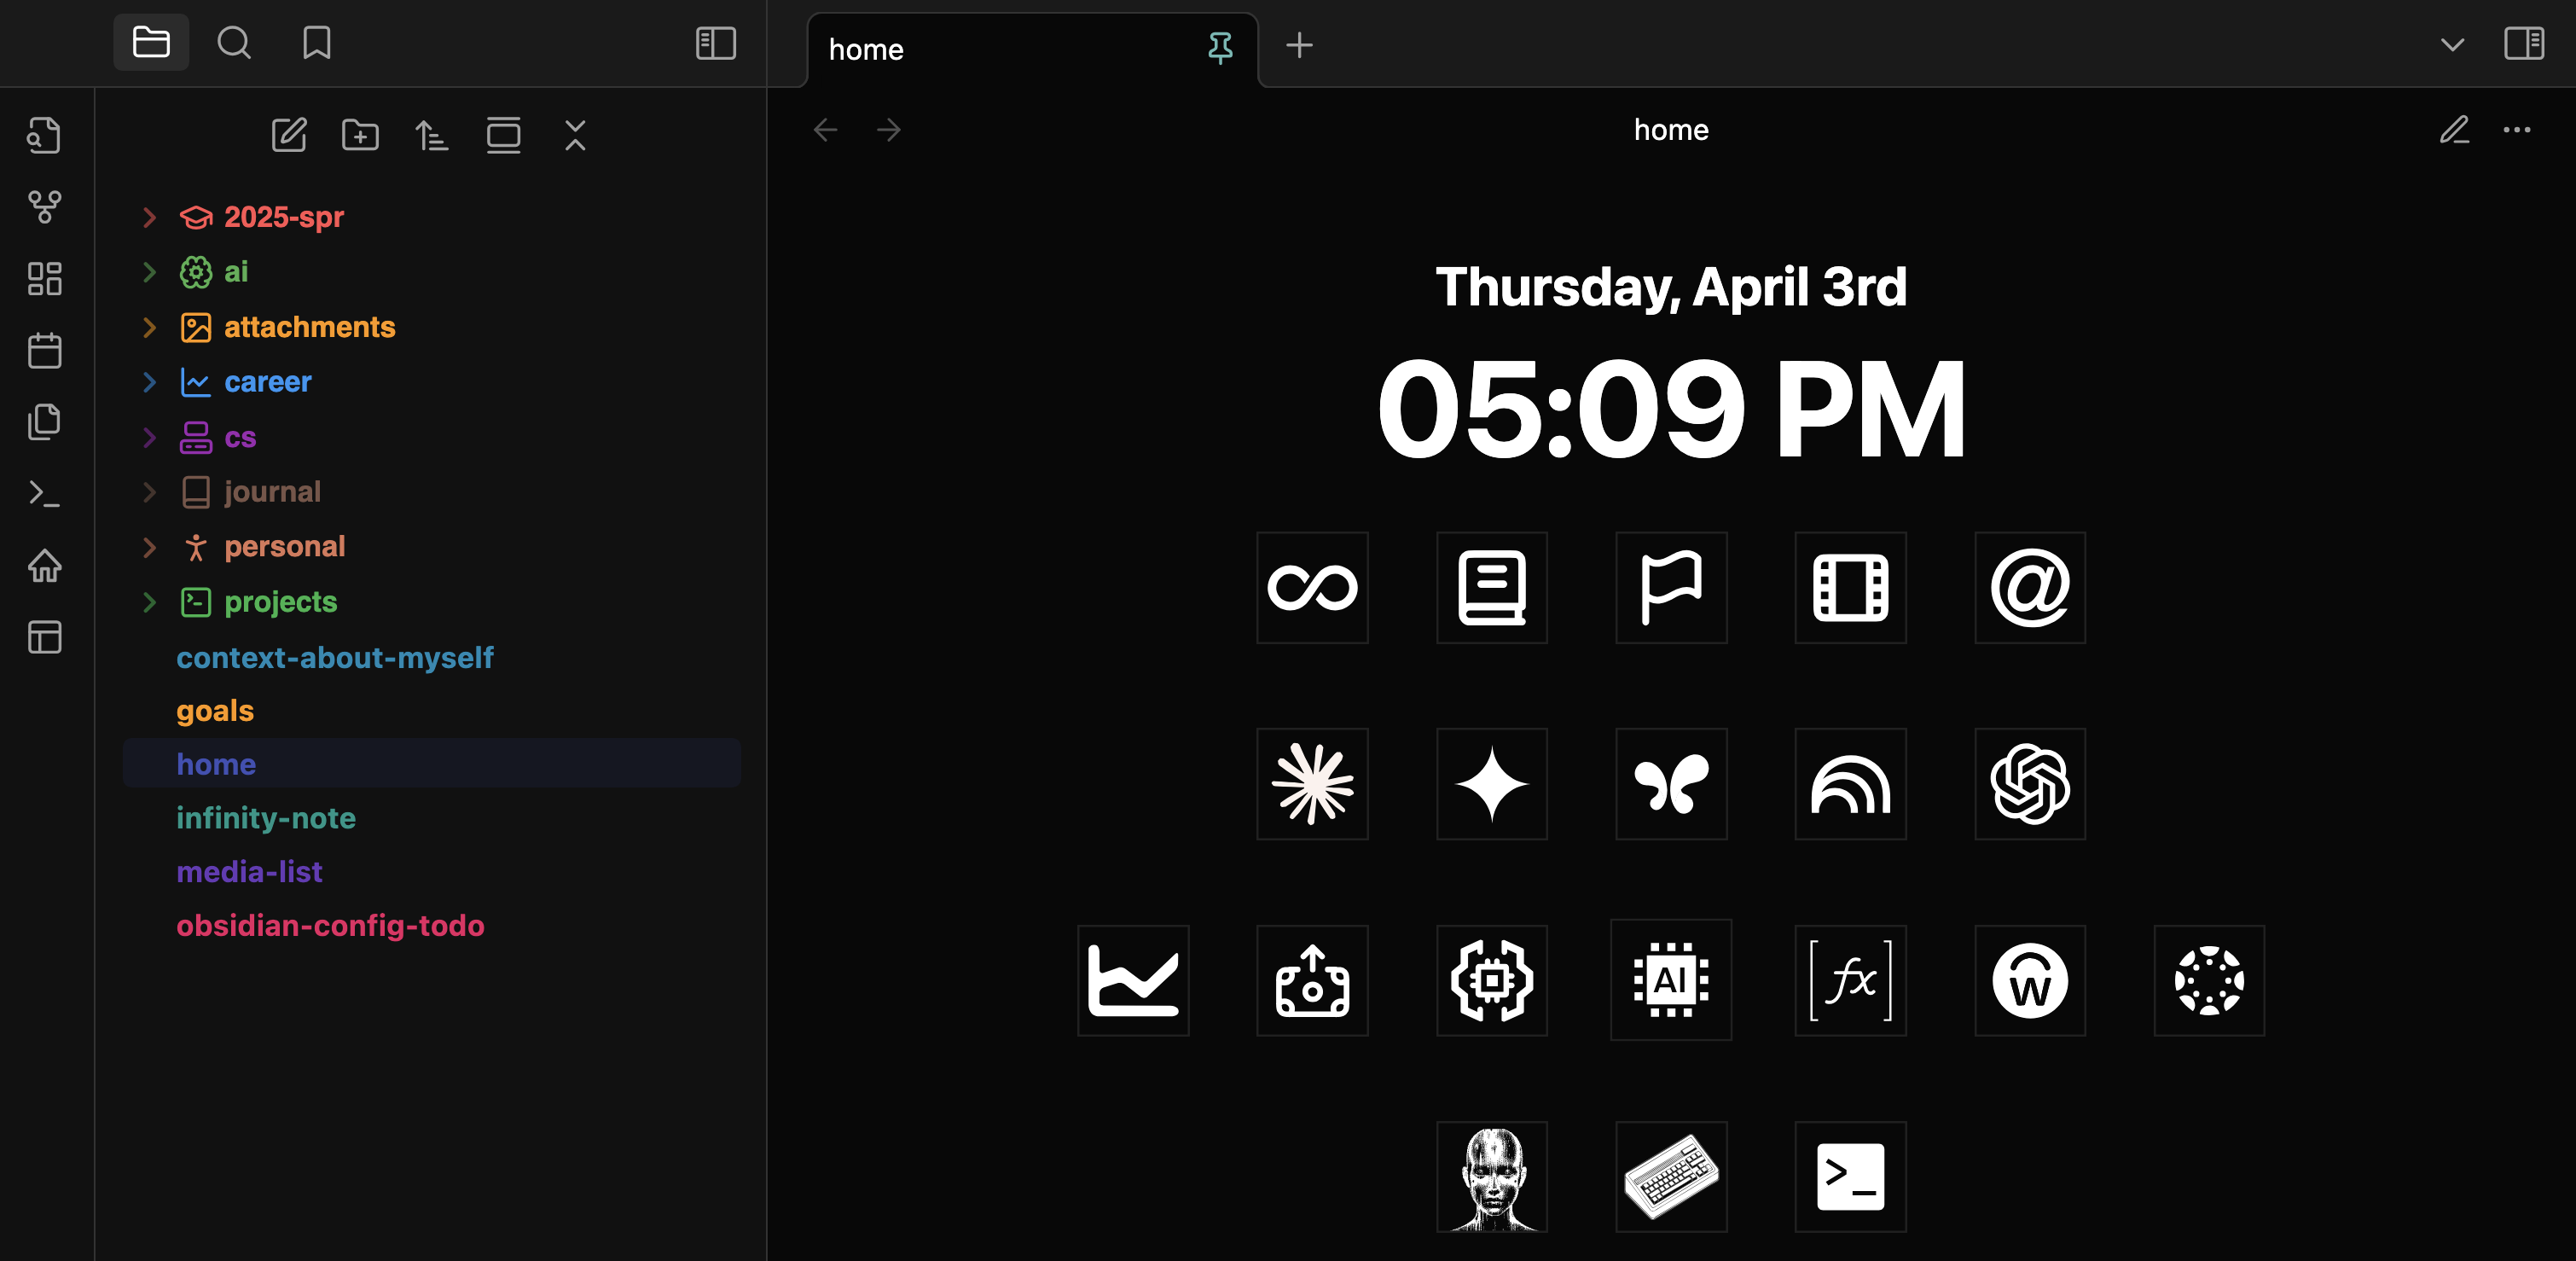 home
home
2025-spr
ai
attachments
career
cs
journal
personal
projects
context-about-myself
goals
home
infinity-note
media-list
obsidian-config-todo
Thursday, April 3rd
05:09 PM
@
AI
[fx]
W
>_